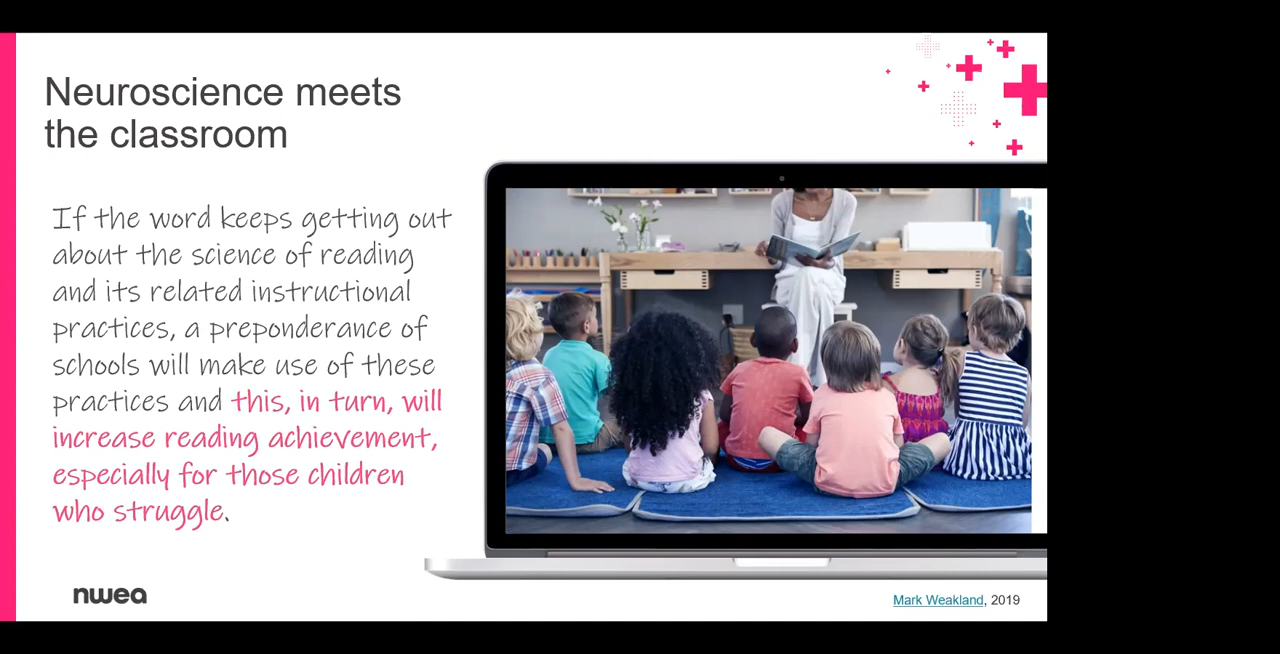 Neuroscience meets
the classroom
If the word keeps getting out
about the science of reading
and its related instructional
practices, a preponderance of
schools will make use of these
practices and this, in turn, will
increase reading achievement,
especially for those children
who struggle.
nwea
Mark Weakland, 2019